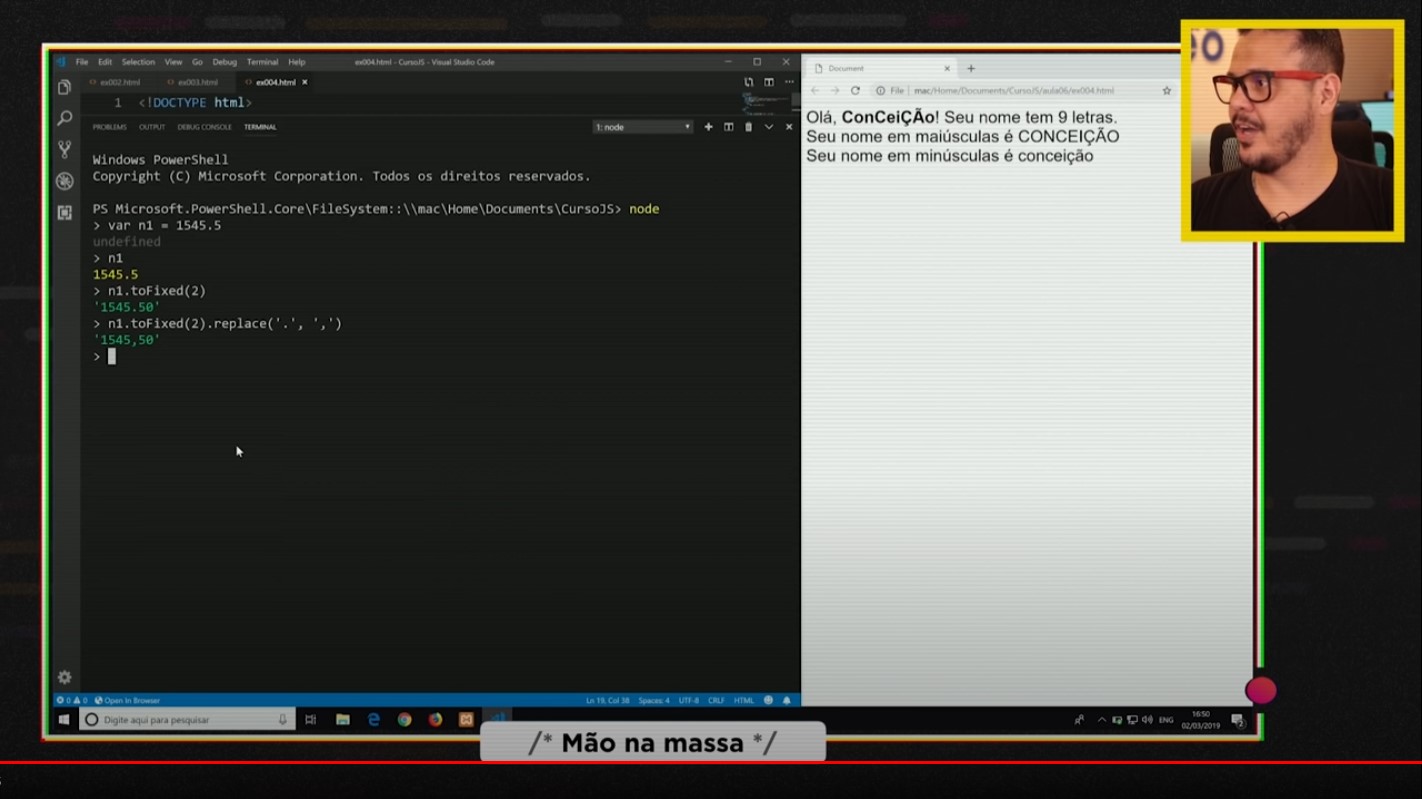 File Edit Selection View Go Debug Terminal Help
ex004.html - CursoJS - Visual Studio Code
ex002.html ex003.html ex004.html
1 <!DOCTYPE html>
PROBLEMS OUTPUT DEBUG CONSOLE TERMINAL
1: node
Windows PowerShell
Copyright (C) Microsoft Corporation. Todos os direitos reservados.
PS Microsoft.PowerShell.Core\FileSystem::\\mac\Home\Documents\CursoJS> node
> var n1 = 1545.5
undefined
> n1
1545.5
> n1.toFixed(2)
'1545.50'
> n1.toFixed(2).replace('.', ',')
'1545,50'
>
0 0 Open In Browser
Ln 19, Col 38 Spaces: 4 UTF-8 CRLF HTML
Digite aqui para pesquisar
Document
File mac/Home/Documents/CursoJS/aula06/ex004.html
Olá, ConCeiÇÃo! Seu nome tem 9 letras.
Seu nome em maiúsculas é CONCEIÇÃO
Seu nome em minúsculas é conceição
ENG
16:50
02/03/2019
/* Mão na massa */